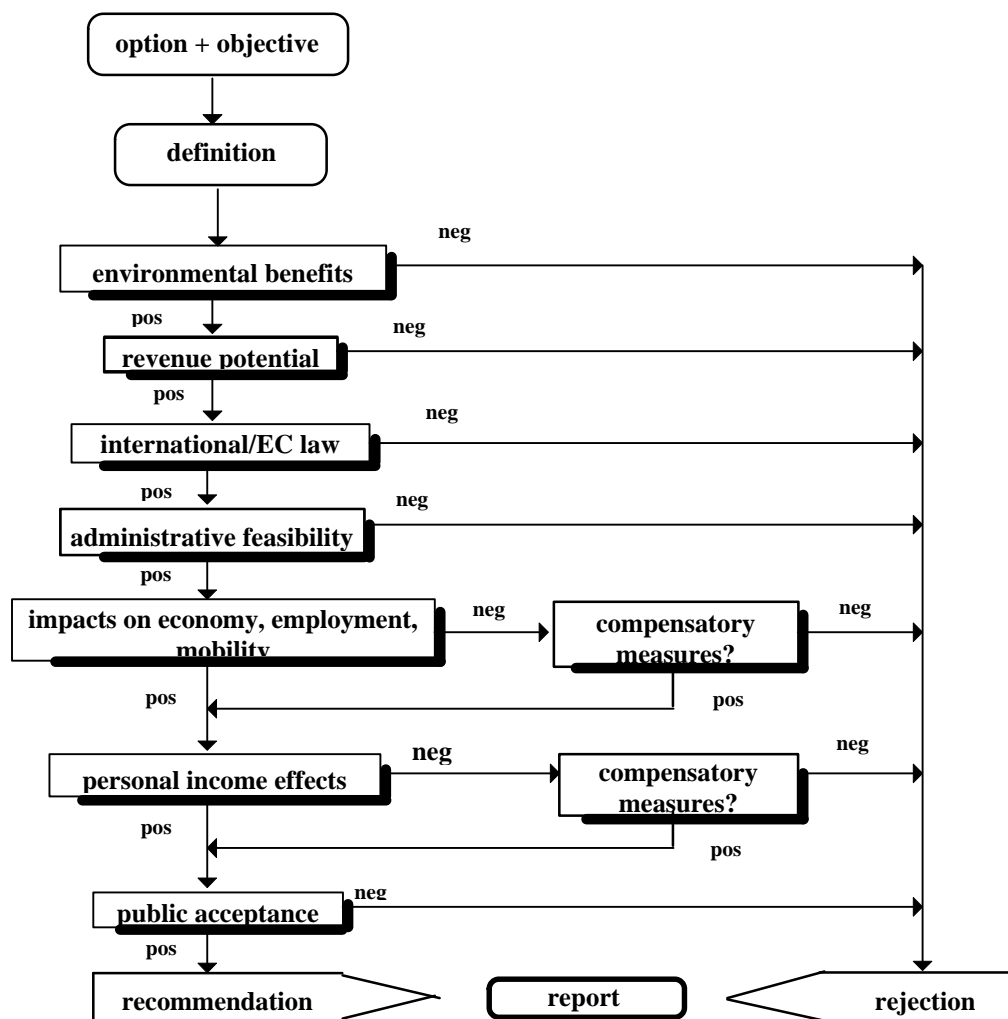 option + objective
definition
neg
environmental benefits
pos
neg
revenue potential
pos
neg
international/EC law
pos
neg
administrative feasibility
pos
impacts on economy, employment,
mobility
neg
compensatory
measures?
neg
pos
pos
personal income effects
neg
compensatory
measures?
neg
pos
pos
public acceptance
neg
pos
recommendation
report
rejection